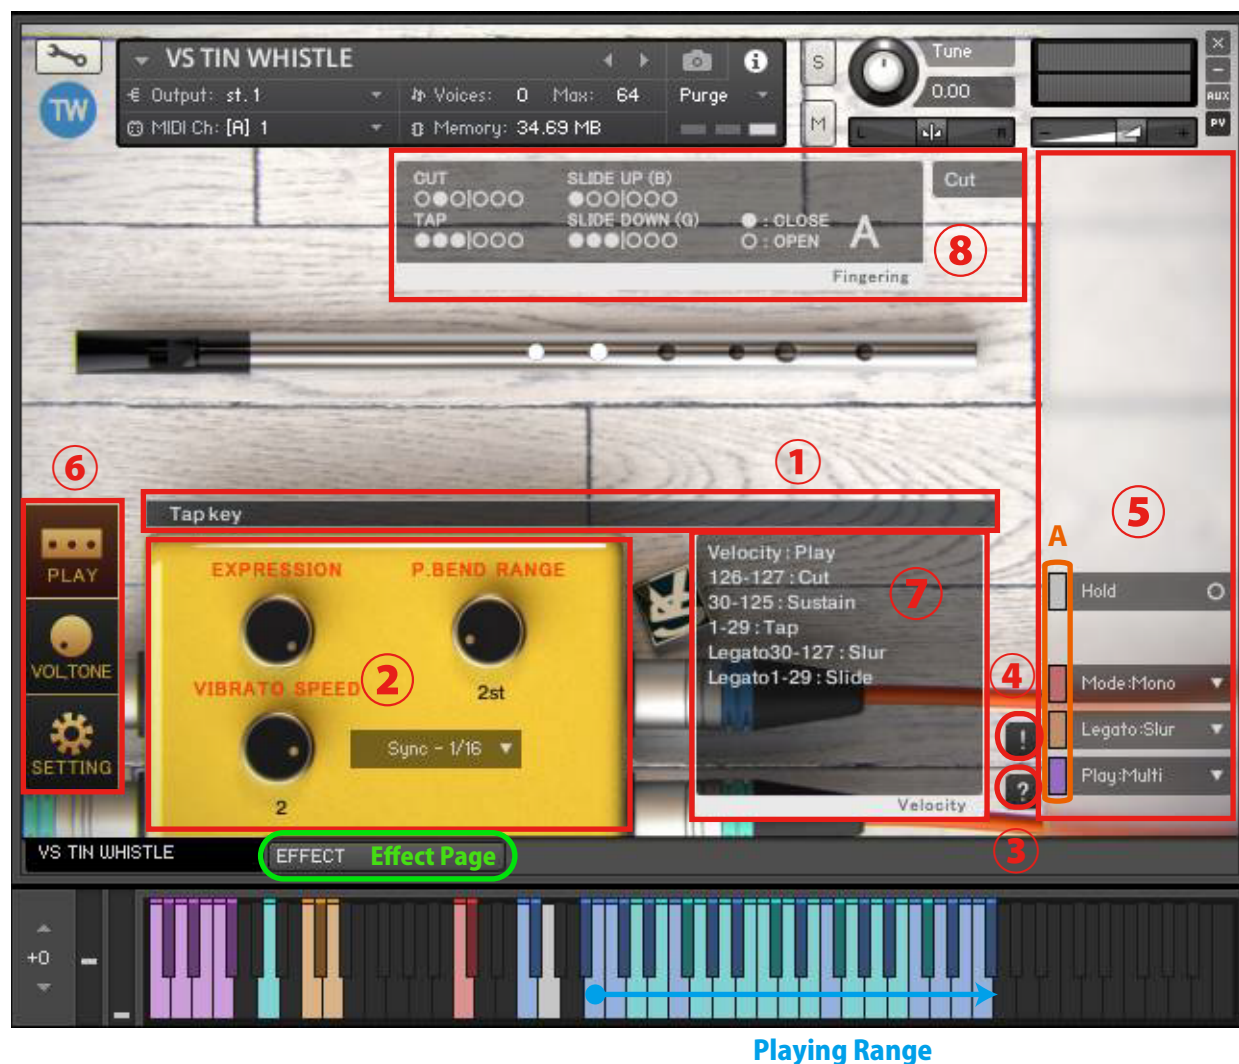 VS TIN WHISTLE
S
Tune
×
−
TW
Output: st.1
Voices: 0 Max: 64
Purge
0.00
AUX
MIDI Ch: [A] 1
Memory: 34.69 MB
M
L
R
−
+
PV
CUT
SLIDE UP (B)
Cut
TAP
SLIDE DOWN (G)
: CLOSE
: OPEN
A
8
Fingering
6
1
5
Tap key
A
PLAY
EXPRESSION
P.BEND RANGE
Velocity : Play
126-127 : Cut
30-125 : Sustain
1-29 : Tap
Legato30-127 : Slur
Legato1-29 : Slide
7
Hold
VOL,TONE
VIBRATO SPEED
2
2st
4
Mode:Mono
Sync - 1/16
!
Legato:Slur
SETTING
2
?
Play:Multi
Velocity
3
VS TIN WHISTLE
EFFECT
Effect Page
+0
Playing Range